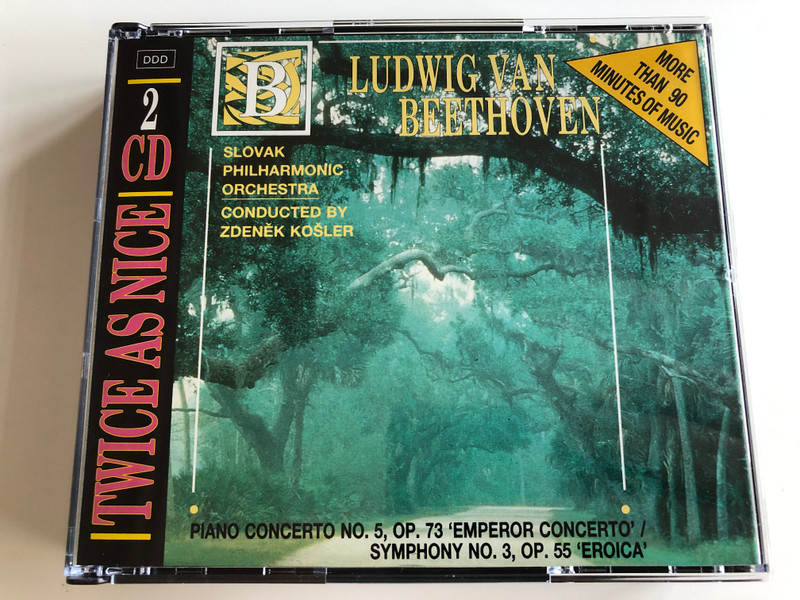 DDD
2
CD
TWICE AS NICE
B
LUDWIG VAN
BEETHOVEN
MORE
THAN 90
MINUTES OF MUSIC
SLOVAK
PHILHARMONIC
ORCHESTRA
CONDUCTED BY
ZDENĚK KOŠLER
PIANO CONCERTO NO. 5, OP. 73 'EMPEROR CONCERTO' /
SYMPHONY NO. 3, OP. 55 'EROICA'